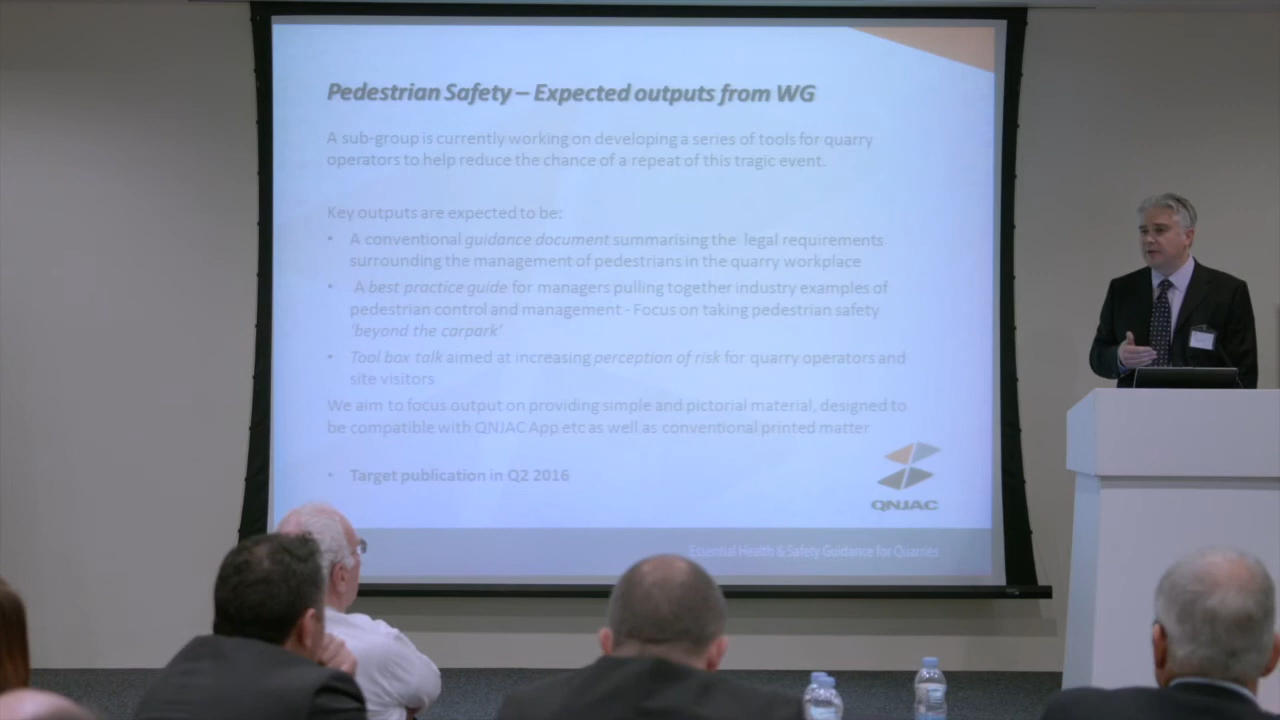 Pedestrian Safety – Expected outputs from WG
A sub-group is currently working on developing a series of tools for quarry
operators to help reduce the chance of a repeat of this tragic event.
Key outputs are expected to be:
• A conventional guidance document summarising the legal requirements
surrounding the management of pedestrians in the quarry workplace
• A best practice guide for managers pulling together industry examples of
pedestrian control and management - Focus on taking pedestrian safety
‘beyond the carpark’
• Tool box talk aimed at increasing perception of risk for quarry operators and
site visitors
We aim to focus output on providing simple and pictorial material, designed to
be compatible with QNJAC App etc as well as conventional printed matter
• Target publication in Q2 2016
QNJAC
Essential Health & Safety Guidance for Quarries